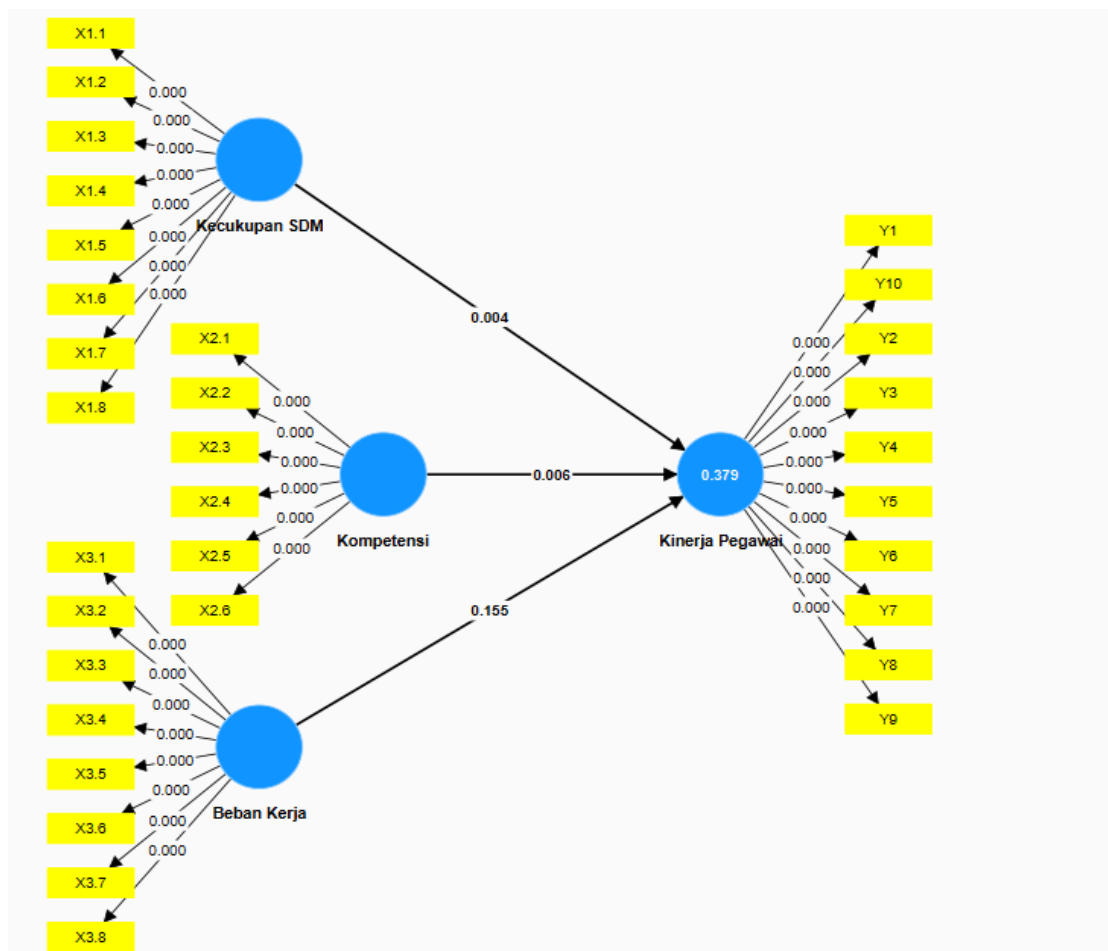 X1.1
X1.2
X1.3
X1.4
X1.5
X1.6
X1.7
X1.8
0.000
0.000
0.000
0.000
0.000
0.000
0.000
0.000
Kecukupan SDM
0.004
X2.1
X2.2
X2.3
X2.4
X2.5
X2.6
0.000
0.000
0.000
0.000
0.000
0.000
Kompetensi
0.006
X3.1
X3.2
X3.3
X3.4
X3.5
X3.6
X3.7
X3.8
0.000
0.000
0.000
0.000
0.000
0.000
0.000
0.000
Beban Kerja
0.155
0.379
Kinerja Pegawai
0.000
0.000
0.000
0.000
0.000
0.000
0.000
0.000
0.000
0.000
Y1
Y10
Y2
Y3
Y4
Y5
Y6
Y7
Y8
Y9